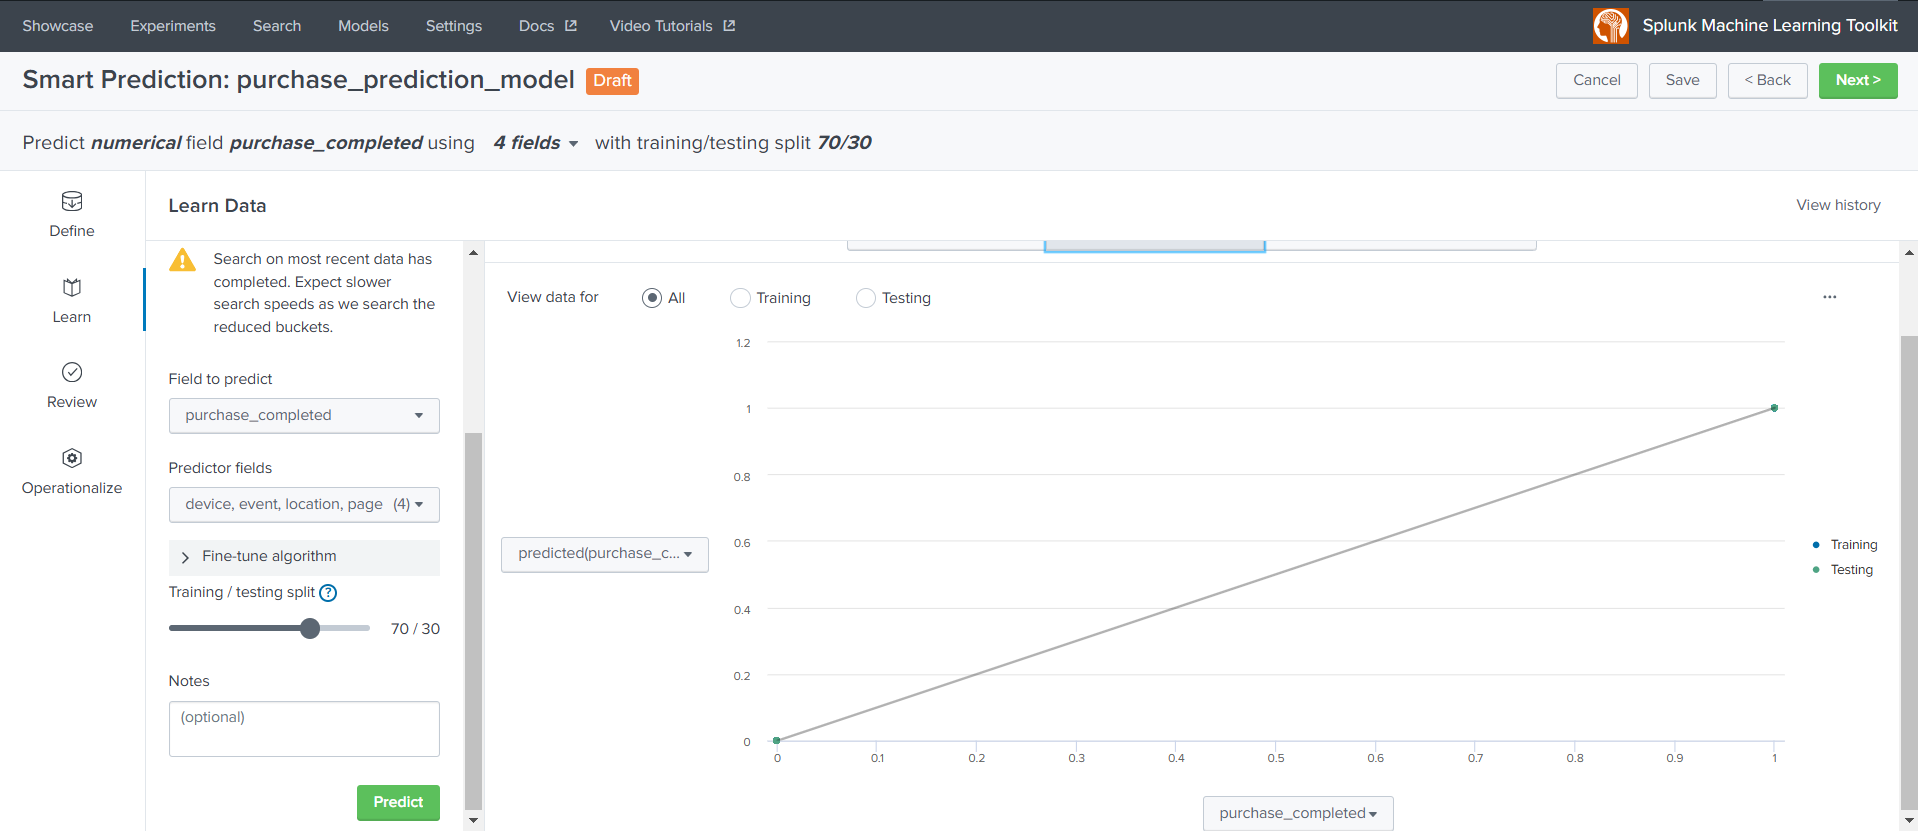 Showcase Experiments Search Models Settings Docs Video Tutorials Splunk Machine Learning Toolkit
Smart Prediction: purchase_prediction_model Draft Cancel Save < Back Next >
Predict numerical field purchase_completed using 4 fields with training/testing split 70/30
Define
Learn
Review
Operationalize
Learn Data View history
Search on most recent data has
completed. Expect slower
search speeds as we search the
reduced buckets.
Field to predict
purchase_completed
Predictor fields
device, event, location, page (4)
Fine-tune algorithm
Training / testing split ?
70 / 30
Notes
(optional)
Predict
View data for All Training Testing ...
1.2
1
0.8
0.6
0.4
0.2
0
predicted(purchase_c...
0 0.1 0.2 0.3 0.4 0.5 0.6 0.7 0.8 0.9 1
purchase_completed
Training
Testing